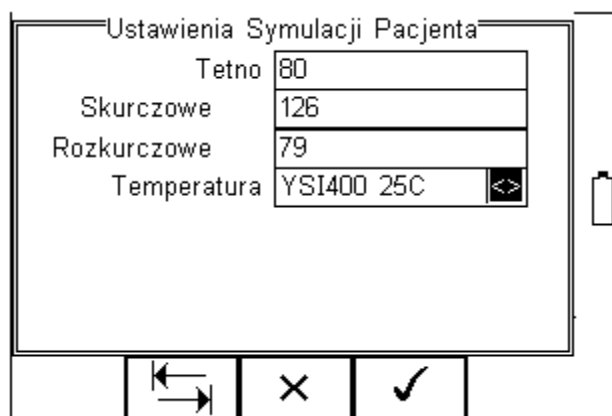 Ustawienia Symulacji Pacjenta
Tetno 80
Skurczowe 126
Rozkurczowe 79
Temperatura YSI400 25C <>